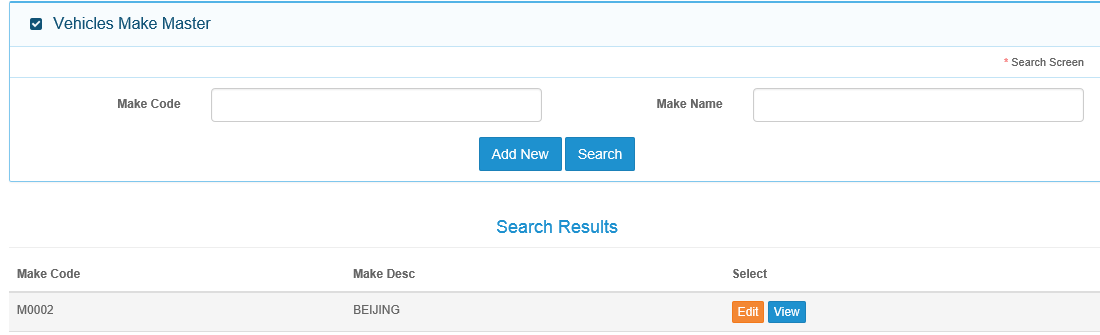 Vehicles Make Master
* Search Screen
Make Code Make Name
Add New Search
Search Results
Make Code Make Desc Select
M0002 BEIJING Edit View